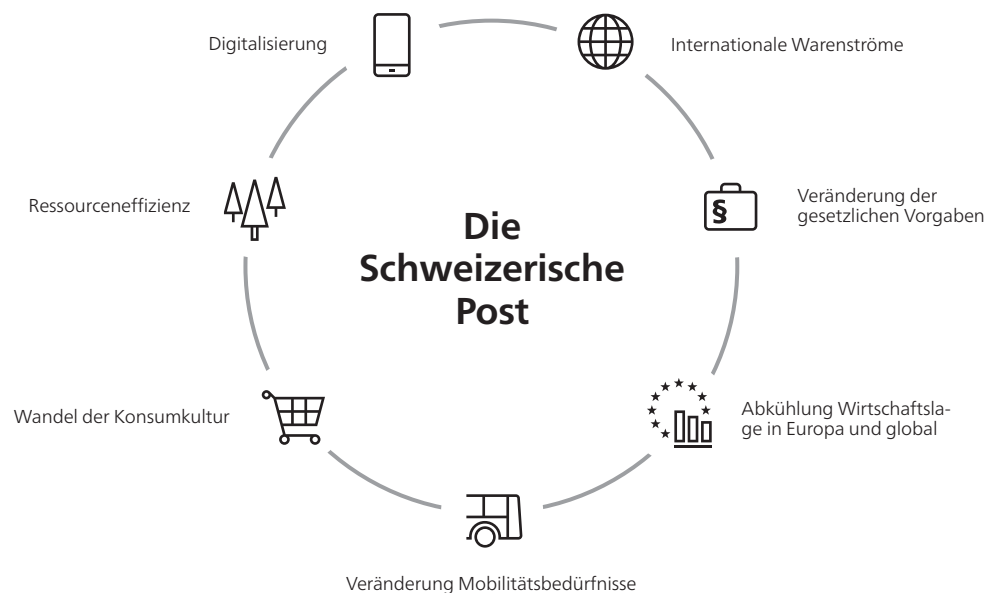 Digitalisierung
Internationale Warenströme
Ressourceneffizienz
Veränderung der
gesetzlichen Vorgaben
§
Die
Schweizerische
Post
Wandel der Konsumkultur
Abkühlung Wirtschaftsla-
ge in Europa und global
Veränderung Mobilitätsbedürfnisse